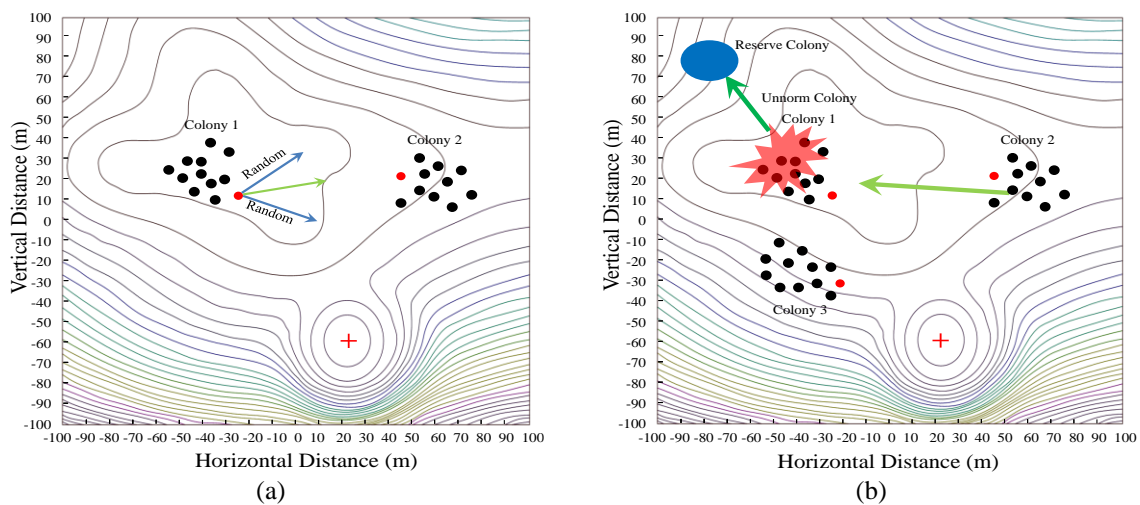 100
90
80
70
60
50
40
30
20
10
0
-10
-20
-30
-40
-50
-60
-70
-80
-90
-100
Vertical Distance (m)
Colony 1
Colony 2
Random
Random
-100 -90 -80 -70 -60 -50 -40 -30 -20 -10 0 10 22 30 40 50 60 70 80 90 100
Horizontal Distance (m)
(a)
100
90
80
70
60
50
40
30
20
10
0
-10
-20
-30
-40
-50
-60
-70
-80
-90
-100
Vertical Distance (m)
Reserve Colony
Unnorm Colony
Colony 1
Colony 2
Colony 3
-100 -90 -80 -70 -60 -50 -40 -30 -20 -10 0 10 22 30 40 50 60 70 80 90 100
Horizontal Distance (m)
(b)